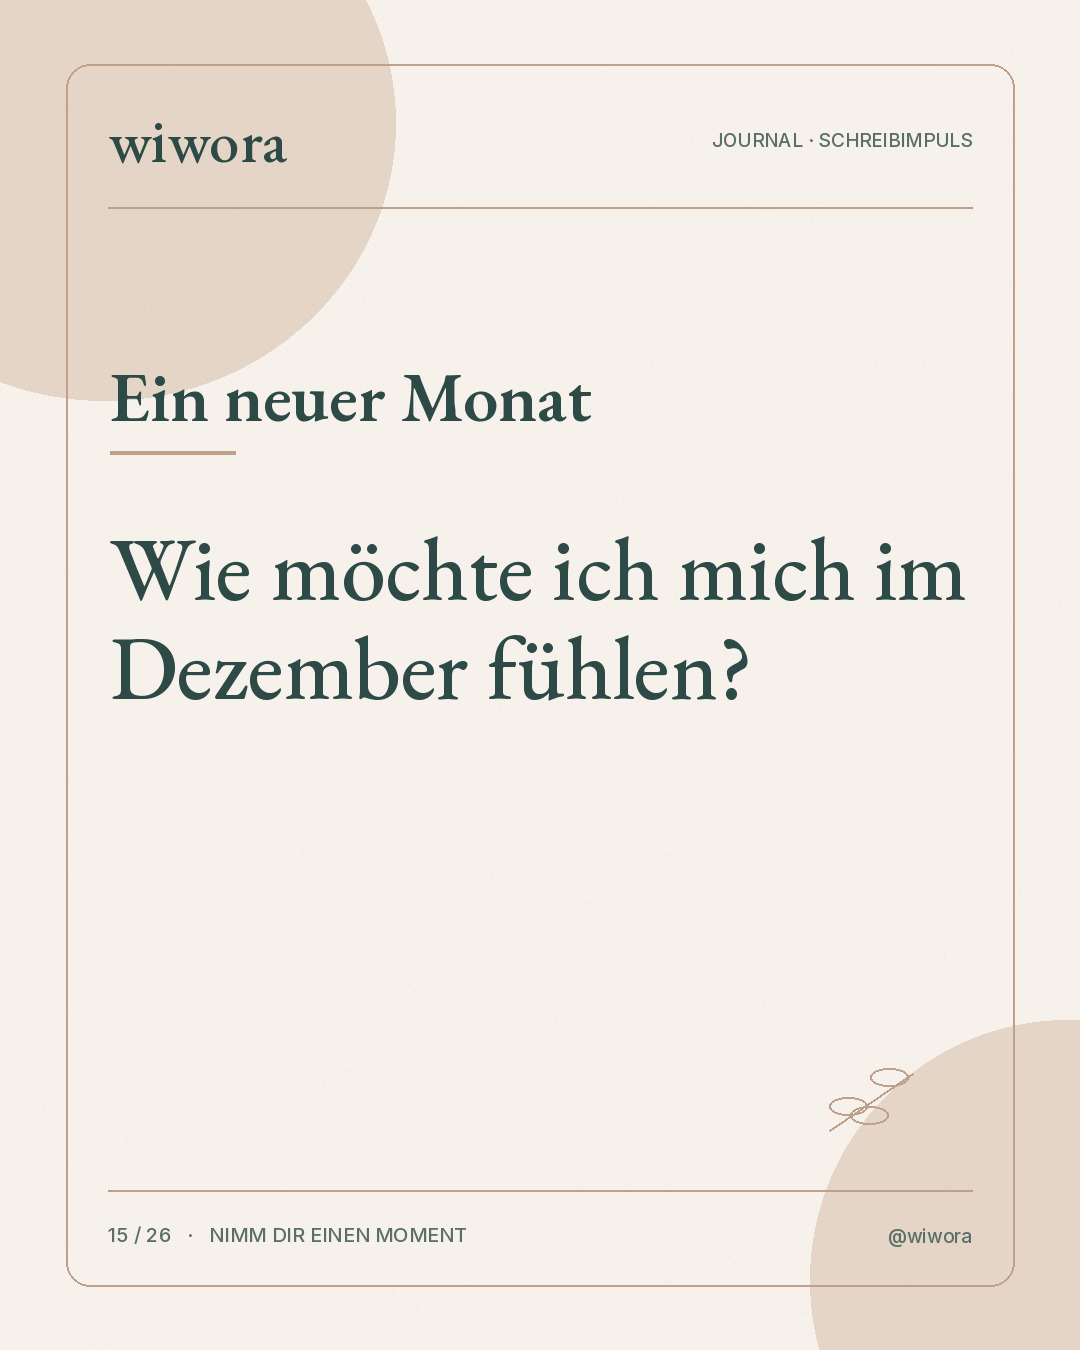 wiwora
JOURNAL · SCHREIBIMPULS
Ein neuer Monat
Wie möchte ich mich im
Dezember fühlen?
15 / 26 · NIMM DIR EINEN MOMENT
@wiwora